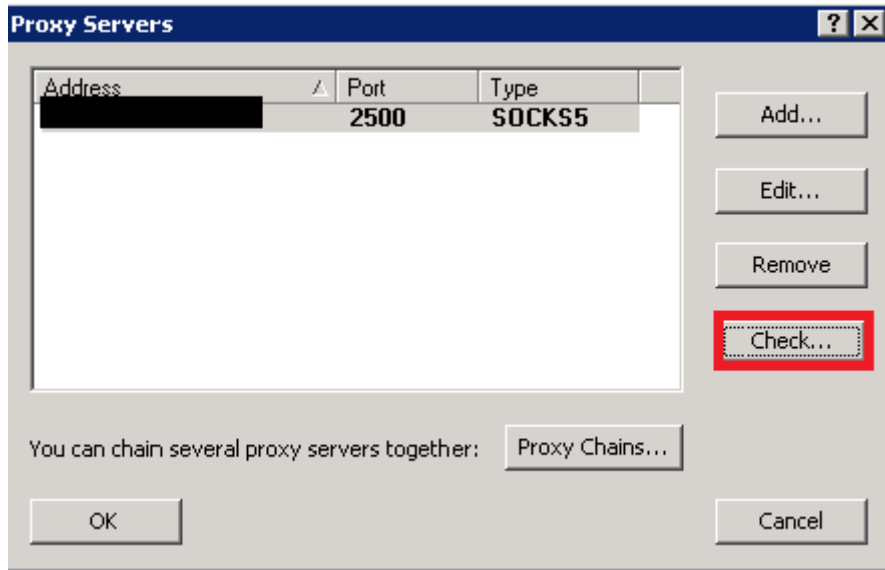 Proxy Servers
Address Port Type
2500 SOCKS5
Add...
Edit...
Remove
Check...
You can chain several proxy servers together: Proxy Chains...
OK Cancel